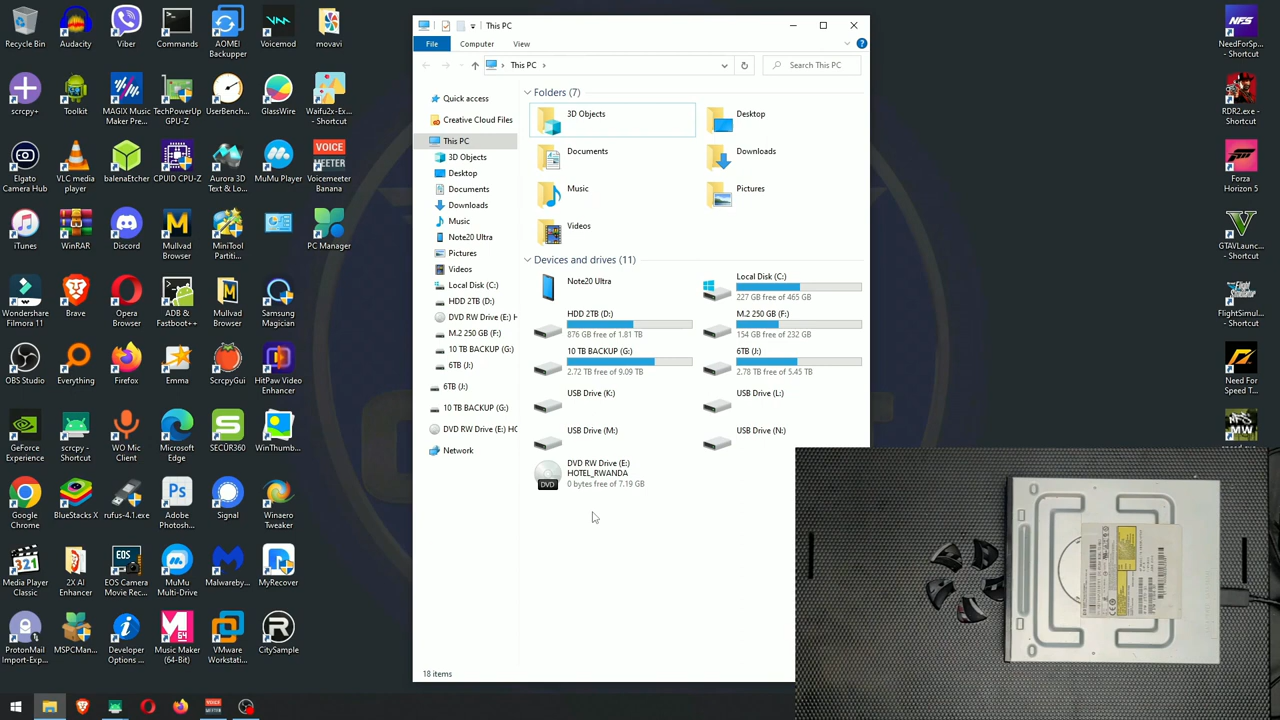 Recycle Bin
Audacity
Viber
Commands
AOMEI
Backupper
Voicemod
movavi
scrcpy+
Toolkit
MAGIX Music
Maker Pre...
TechPowerUp
GPU-Z
UserBench...
GlassWire
Waifu2x-Ex...
- Shortcut
Elgato
Camera Hub
VLC media
player
balenaEtcher
CPUID CPU-Z
Aurora 3D
Text & Lo...
MuMu Player
VOICE
MEETER
Voicemeeter
Banana
iTunes
WinRAR
Discord
Mullvad
Browser
MiniTool
Partiti...
PC Manager
Wondershare
Filmora 11
Brave
Opera
Browser
ADB &
Fastboot++
Mullvad
Browser
Samsung
Magician
OBS Studio
Everything
Firefox
Emma
ScrcpyGui
HitPaw Video
Enhancer
GeForce
Experience
scrcpy -
Shortcut
WO Mic
Client
Microsoft
Edge
SECUR360
WinThumb...
Google
Chrome
BlueStacks X
rufus-4.1.exe
Adobe
Photosh...
Signal
Winaero
Tweaker
321
Media Player
Classic
2X AI
Enhancer
EOS
EOS Camera
Movie Rec...
MuMu
Multi-Drive
Malwareby...
MyRecover
ProtonMail
Import-Exp...
MSPCMan...
Developer
Options ...
64
Music Maker
(64-Bit)
VMware
Workstati...
CitySample
This PC
File
Computer
View
This PC
Search This PC
Quick access
Creative Cloud Files
This PC
3D Objects
Desktop
Documents
Downloads
Music
Note20 Ultra
Pictures
Videos
Local Disk (C:)
HDD 2TB (D:)
DVD RW Drive (E:) H
M.2 250 GB (F:)
10 TB BACKUP (G:)
6TB (J:)
6TB (J:)
10 TB BACKUP (G:)
DVD RW Drive (E:) HO
Network
Folders (7)
3D Objects
Desktop
Documents
Downloads
Music
Pictures
Videos
Devices and drives (11)
Note20 Ultra
Local Disk (C:)
227 GB free of 465 GB
HDD 2TB (D:)
876 GB free of 1.81 TB
M.2 250 GB (F:)
154 GB free of 232 GB
10 TB BACKUP (G:)
2.72 TB free of 9.09 TB
6TB (J:)
2.78 TB free of 5.45 TB
USB Drive (K:)
USB Drive (L:)
USB Drive (M:)
USB Drive (N:)
DVD
DVD RW Drive (E:)
HOTEL_RWANDA
0 bytes free of 7.19 GB
18 items
NFS
NeedForSp...
- Shortcut
RDR2.exe -
Shortcut
Forza
Horizon 5
GTAVLaunc...
- Shortcut
FlightSimul...
- Shortcut
Need For
Speed T...
MW
speed.exe